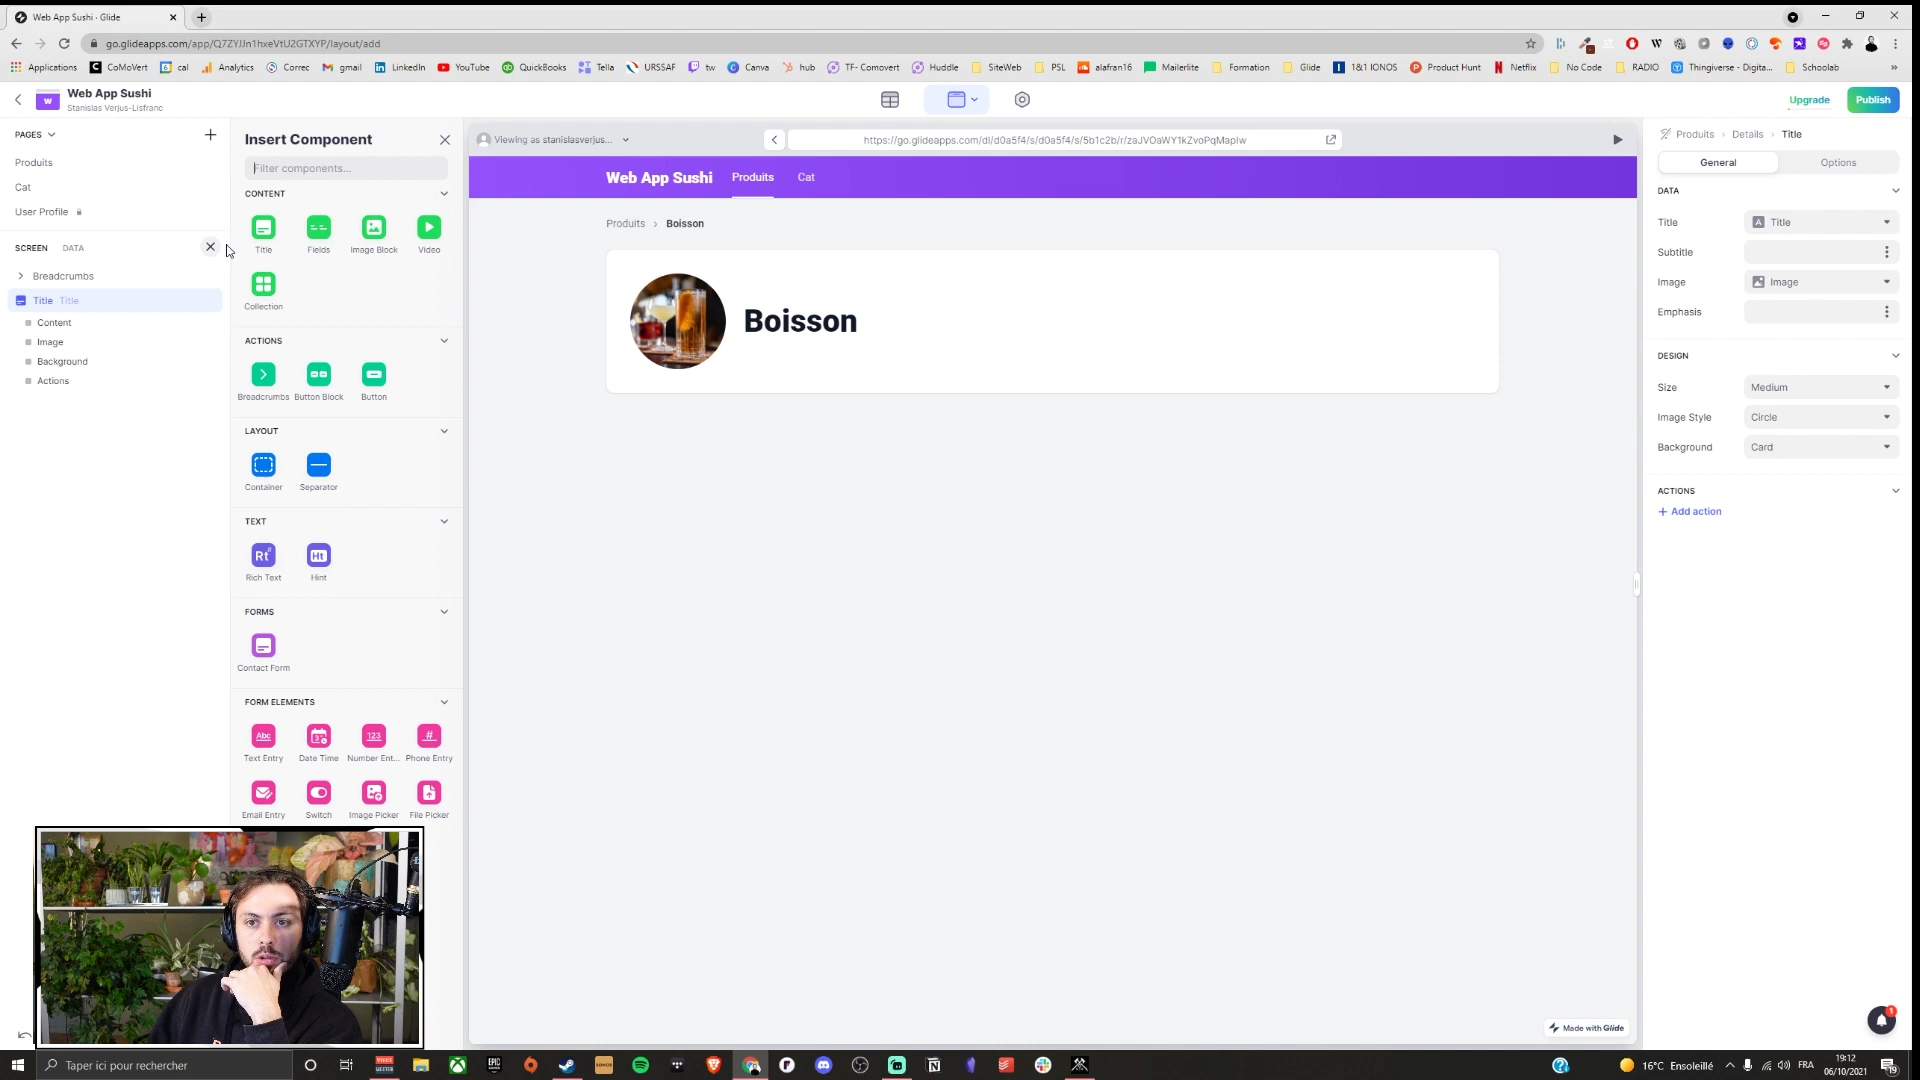 Web App Sushi · Glide
go.glideapps.com/app/Q7ZYJJn1hxeVtU2GTXYP/layout/add
Applications CoMoVert cal Analytics Correc gmail LinkedIn YouTube QuickBooks Tella URSSAF tw Canva hub TF- Comovert Huddle SiteWeb PSL alafran16 Mailerlite Formation Glide 1&1 IONOS Product Hunt Netflix No Code RADIO Thingiverse - Digita... Schoolab »
Web App Sushi
Stanislas Verjus-Lisfranc
Upgrade
Publish
PAGES
Produits
Cat
User Profile
SCREEN DATA
Breadcrumbs
Title Title
Content
Image
Background
Actions
Insert Component
Filter components...
CONTENT
Title Fields Image Block Video
Collection
ACTIONS
Breadcrumbs Button Block Button
LAYOUT
Container Separator
TEXT
Rt Ht
Rich Text Hint
FORMS
Contact Form
FORM ELEMENTS
Abc 123 #
Text Entry Date Time Number Ent... Phone Entry
Email Entry Switch Image Picker File Picker
Viewing as stanislasverjus...
https://go.glideapps.com/dl/d0a5f4/s/d0a5f4/s/5b1c2b/r/zaJVOaWY1kZvoPqMapIw
Web App Sushi Produits Cat
Produits › Boisson
Boisson
Made with Glide
Produits › Details › Title
General Options
DATA
Title A Title
Subtitle
Image Image
Emphasis
DESIGN
Size Medium
Image Style Circle
Background Card
ACTIONS
+ Add action
1
Taper ici pour rechercher
16°C Ensoleillé
FRA
19:12
06/10/2021